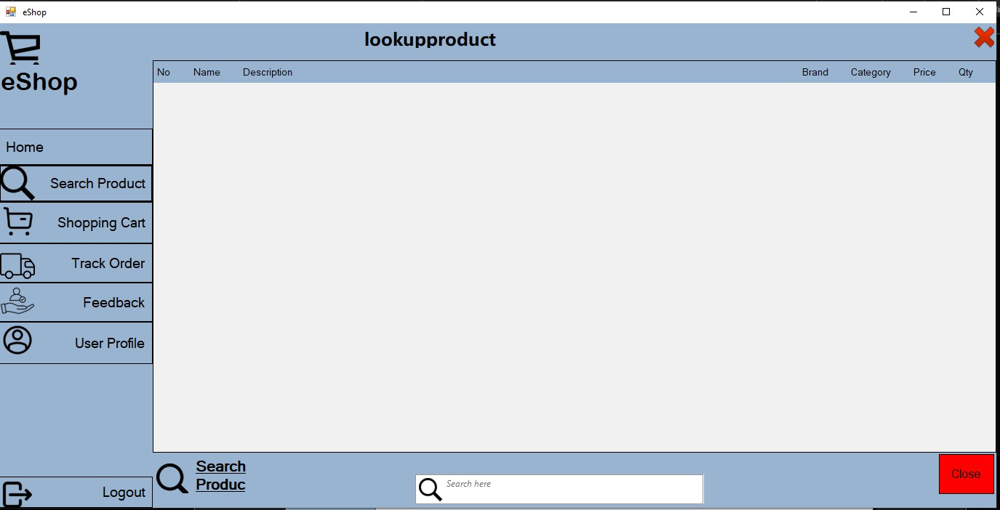 eShop
lookupproduct
eShop
No Name Description Brand Category Price Qty
Home
Search Product
Shopping Cart
Track Order
Feedback
User Profile
Logout
Search
Produc
Search here
Close